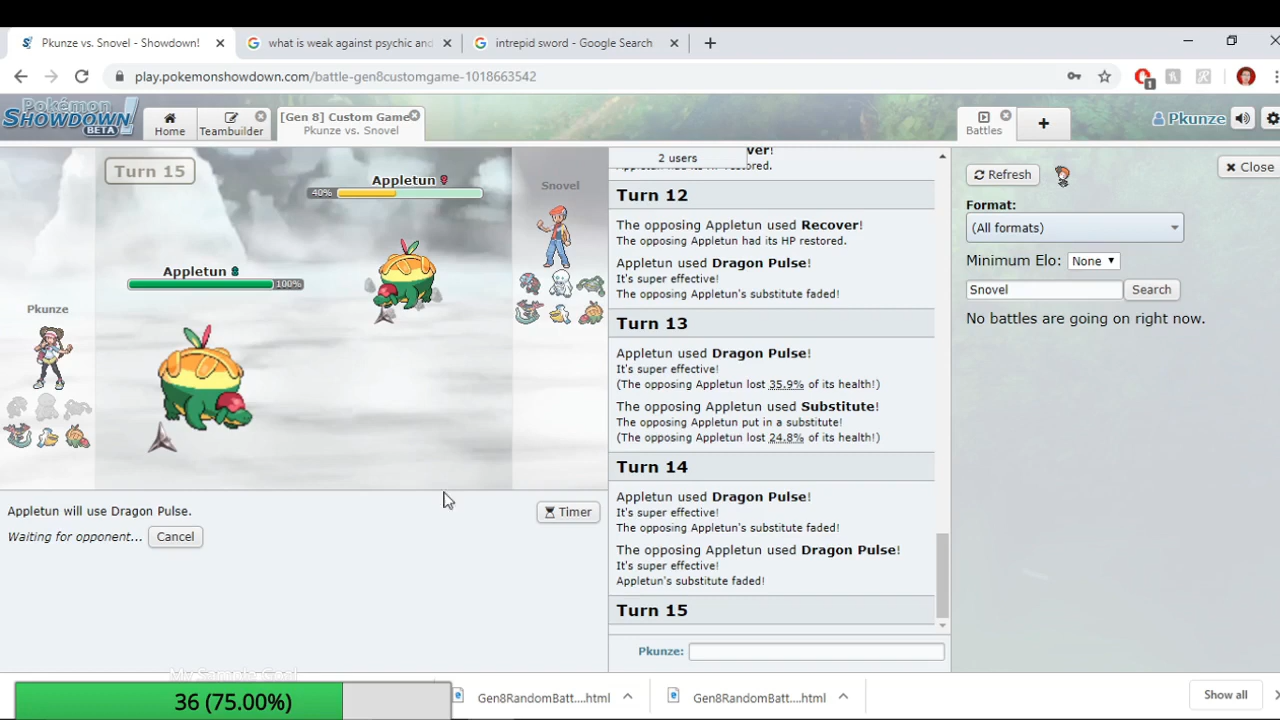 Pkunze vs. Snovel - Showdown!
what is weak against psychic and
intrepid sword - Google Search
play.pokemonshowdown.com/battle-gen8customgame-1018663542
1
Pokémon
SHOWDOWN!
BETA
Home
Teambuilder
[Gen 8] Custom Game
Pkunze vs. Snovel
Battles
Pkunze
Turn 15
Appletun
40%
Snovel
Appletun
100%
Pkunze
2 users
ver!
Turn 12
The opposing Appletun used Recover!
The opposing Appletun had its HP restored.
Appletun used Dragon Pulse!
It's super effective!
The opposing Appletun's substitute faded!
Turn 13
Appletun used Dragon Pulse!
It's super effective!
(The opposing Appletun lost 35.9% of its health!)
The opposing Appletun used Substitute!
The opposing Appletun put in a substitute!
(The opposing Appletun lost 24.8% of its health!)
Turn 14
Appletun used Dragon Pulse!
It's super effective!
The opposing Appletun's substitute faded!
The opposing Appletun used Dragon Pulse!
It's super effective!
Appletun's substitute faded!
Turn 15
Pkunze:
Refresh
Close
Format:
(All formats)
Minimum Elo: None
Snovel
Search
No battles are going on right now.
Appletun will use Dragon Pulse.
Timer
Waiting for opponent... Cancel
My Sample Goal
36 (75.00%)
Gen8RandomBatt....html
Gen8RandomBatt....html
Show all